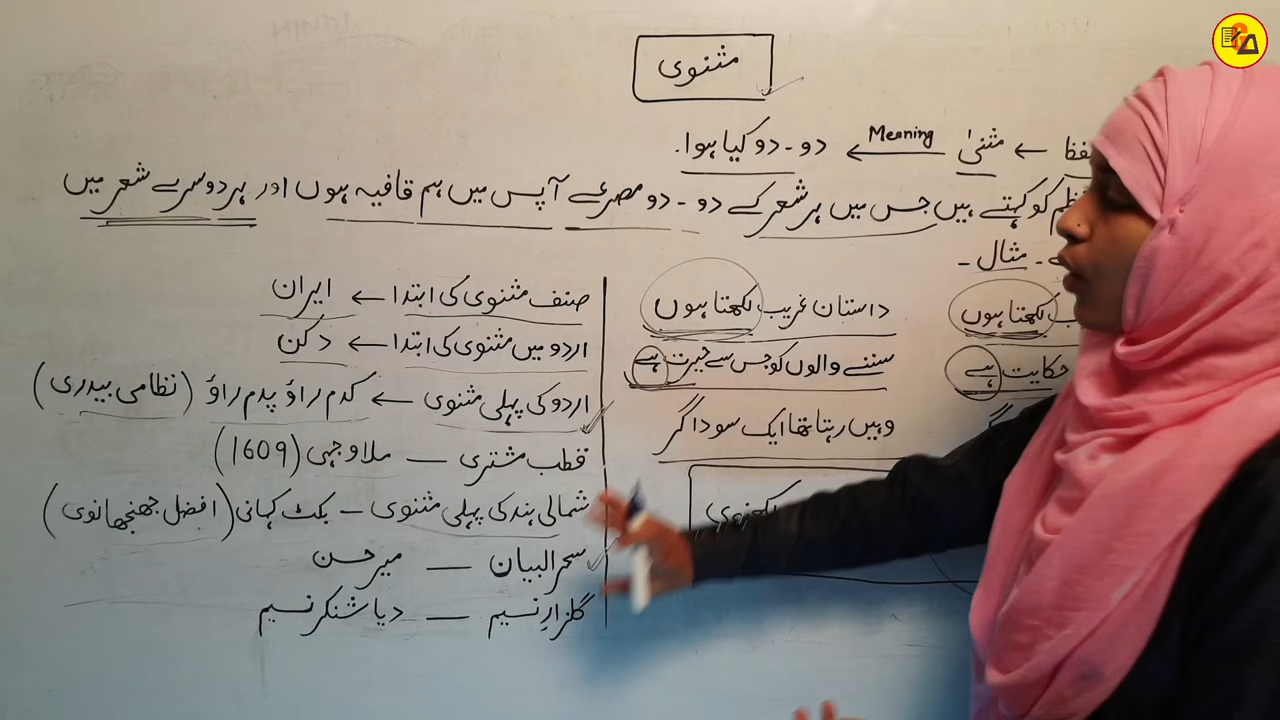 مثنوی
لفظ ← مثنیٰ Meaning ← دو۔ دو کیا ہوا۔
نظم کو کہتے ہیں جس میں ہر شعر کے دو۔ دو مصرعے آپس میں ہم قافیہ ہوں اور ہر دوسرے شعر میں
مثال۔
لکھتا ہوں داستان غریب لکھتا ہوں
حکایت ہے سننے والوں کو جس سے حیرت ہے
وہیں رہتا تھا ایک سوداگر
لکھنوی
صنف مثنوی کی ابتدا ← ایران
اردو میں مثنوی کی ابتدا ← دکن
اردو کی پہلی مثنوی ← کدم راؤ پدم راؤ (نظامی بیدری)
قطب مشتری — ملا وجہی (1609)
شمالی ہند کی پہلی مثنوی – بکٹ کہانی (افضل جھنجھانوی)
سحر البیان — میر حسن
گلزارِ نسیم — دیا شنکر نسیم